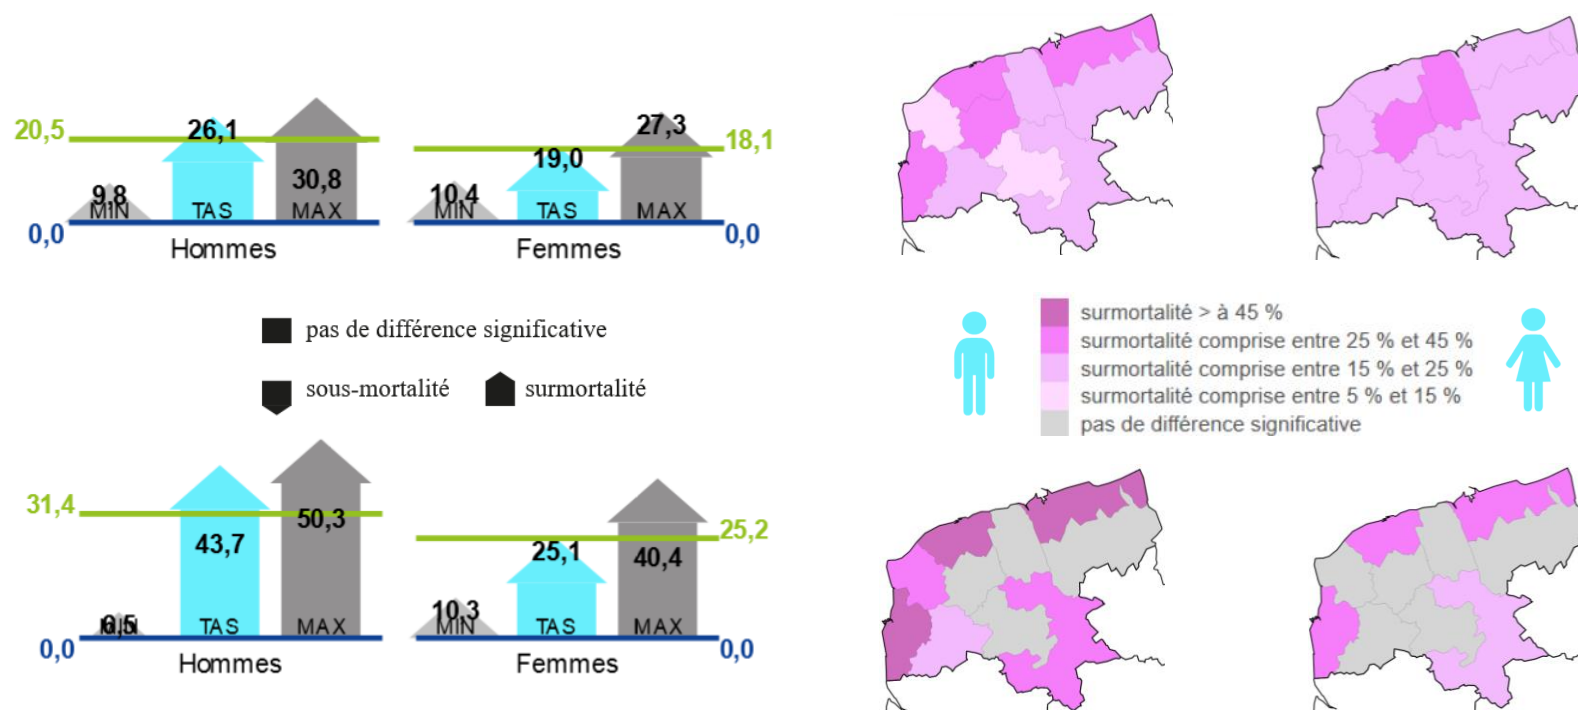 20,5
26,1
27,3
18,1
9,8
30,8
10,4
19,0
MIN
TAS
MAX
MIN
TAS
MAX
0,0
0,0
Hommes
Femmes
pas de différence significative
sous-mortalité
surmortalité
surmortalité > à 45 %
surmortalité comprise entre 25 % et 45 %
surmortalité comprise entre 15 % et 25 %
surmortalité comprise entre 5 % et 15 %
pas de différence significative
31,4
43,7
50,3
25,1
40,4
25,2
6,5
10,3
MIN
TAS
MAX
MIN
TAS
MAX
0,0
0,0
Hommes
Femmes